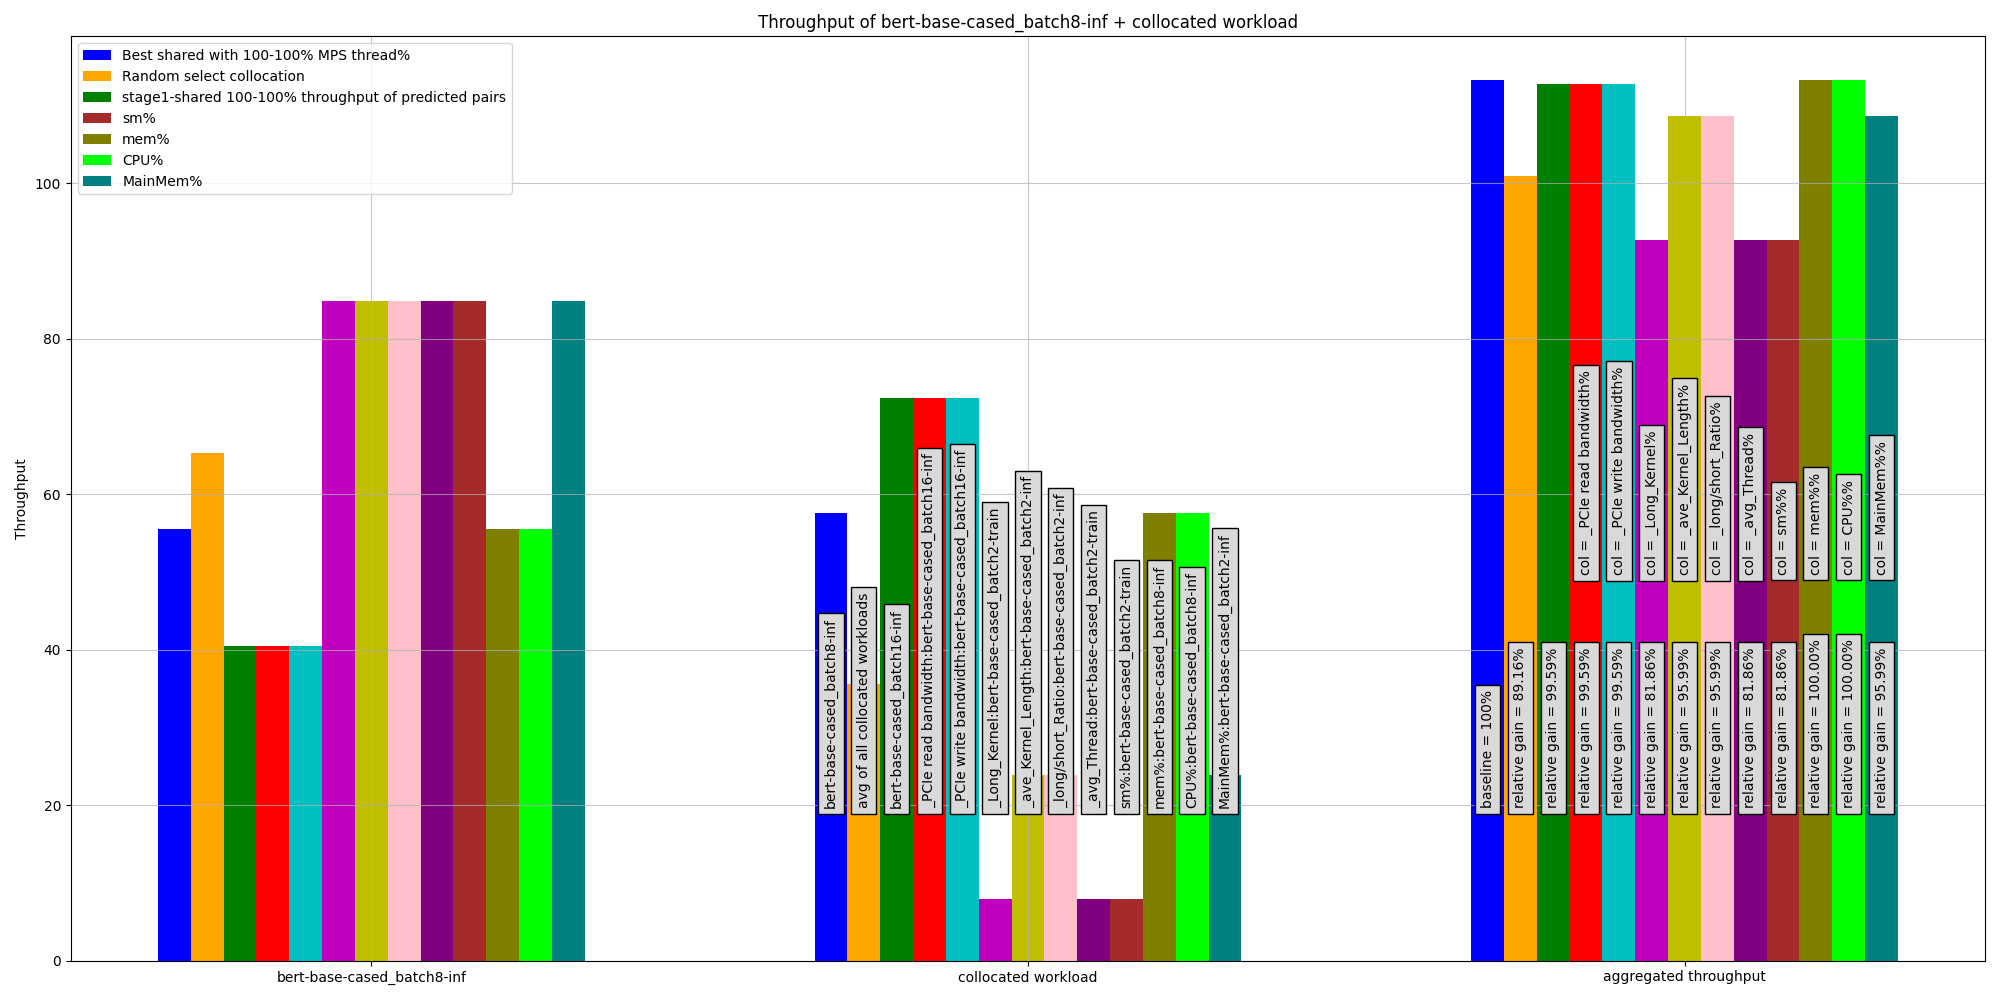 Throughput of bert-base-cased_batch8-inf + collocated workload
Best shared with 100-100% MPS thread%
Random select collocation
stage1-shared 100-100% throughput of predicted pairs
sm%
mem%
CPU%
MainMem%
Throughput
100
80
60
40
20
0
bert-base-cased_batch8-inf
avg of all collocated workloads
bert-base-cased_batch16-inf
_PCIe read bandwidth:bert-base-cased_batch16-inf
_PCIe write bandwidth:bert-base-cased_batch16-inf
_Long_Kernel:bert-base-cased_batch2-train
_ave_Kernel_Length:bert-base-cased_batch2-inf
_long/short_Ratio:bert-base-cased_batch2-inf
_avg_Thread:bert-base-cased_batch2-train
sm%:bert-base-cased_batch2-train
mem%:bert-base-cased_batch8-inf
CPU%:bert-base-cased_batch8-inf
MainMem%:bert-base-cased_batch2-inf
col = _PCIe read bandwidth%
col = _PCIe write bandwidth%
col = _Long_Kernel%
col = _ave_Kernel_Length%
col = _long/short_Ratio%
col = _avg_Thread%
col = sm%%
col = mem%%
col = CPU%%
col = MainMem%%
baseline = 100%
relative gain = 89.16%
relative gain = 99.59%
relative gain = 99.59%
relative gain = 99.59%
relative gain = 81.86%
relative gain = 95.99%
relative gain = 95.99%
relative gain = 81.86%
relative gain = 81.86%
relative gain = 100.00%
relative gain = 100.00%
relative gain = 95.99%
bert-base-cased_batch8-inf
collocated workload
aggregated throughput